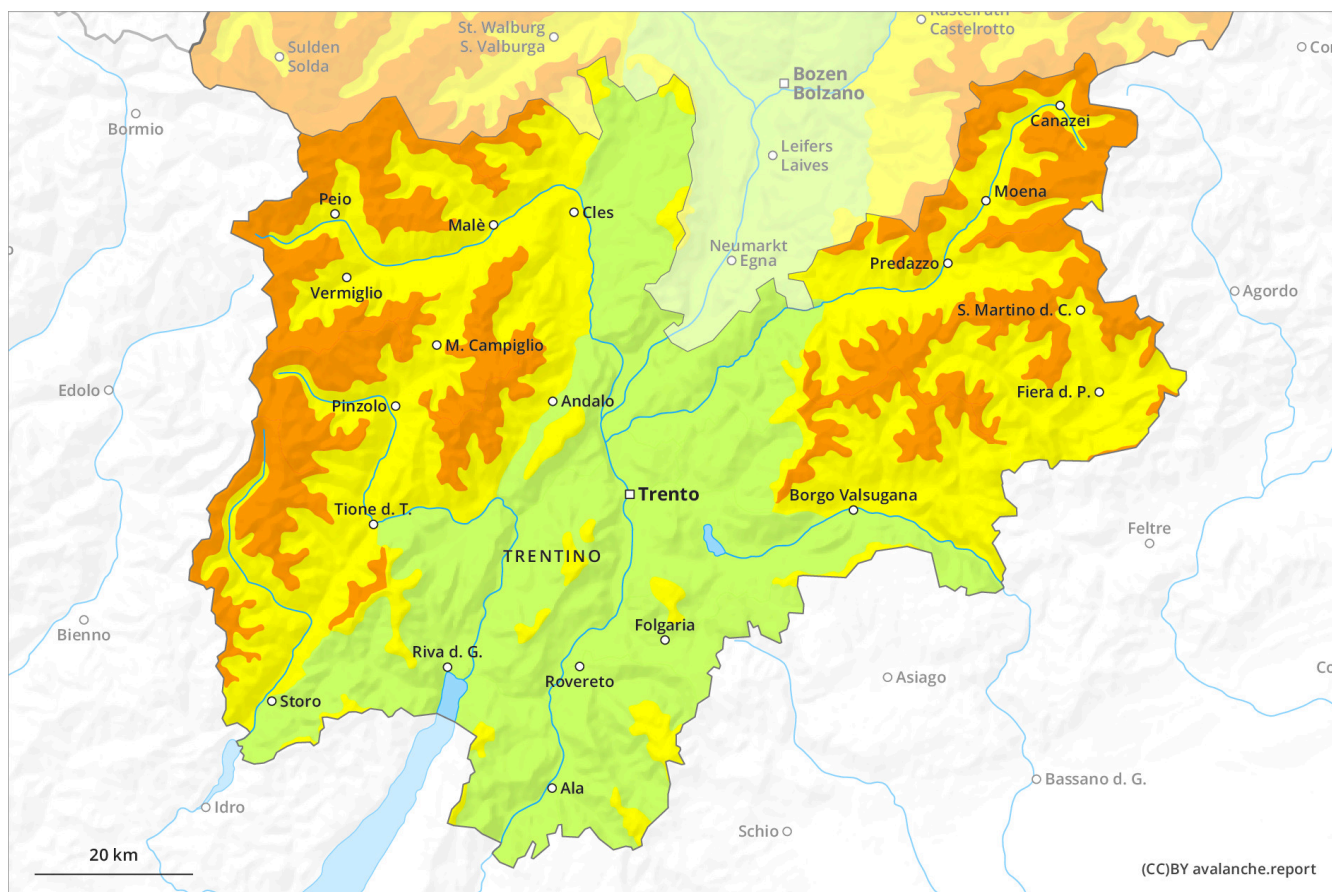 Kastelruth
Castelrotto
St. Walburg
S. Valburga
Sulden
Solda
Bozen
Bolzano
Bormio
Canazei
Leifers
Laives
Moena
Peio
Malè
Cles
Neumarkt
Egna
Predazzo
Vermiglio
Agordo
S. Martino d. C.
M. Campiglio
Edolo
Pinzolo
Andalo
Fiera d. P.
Trento
Borgo Valsugana
Tione d. T.
Feltre
TRENTINO
Bienno
Folgaria
Riva d. G.
Rovereto
Asiago
Storo
Bassano d. G.
Ala
Idro
Schio
20 km
(CC)BY avalanche.report